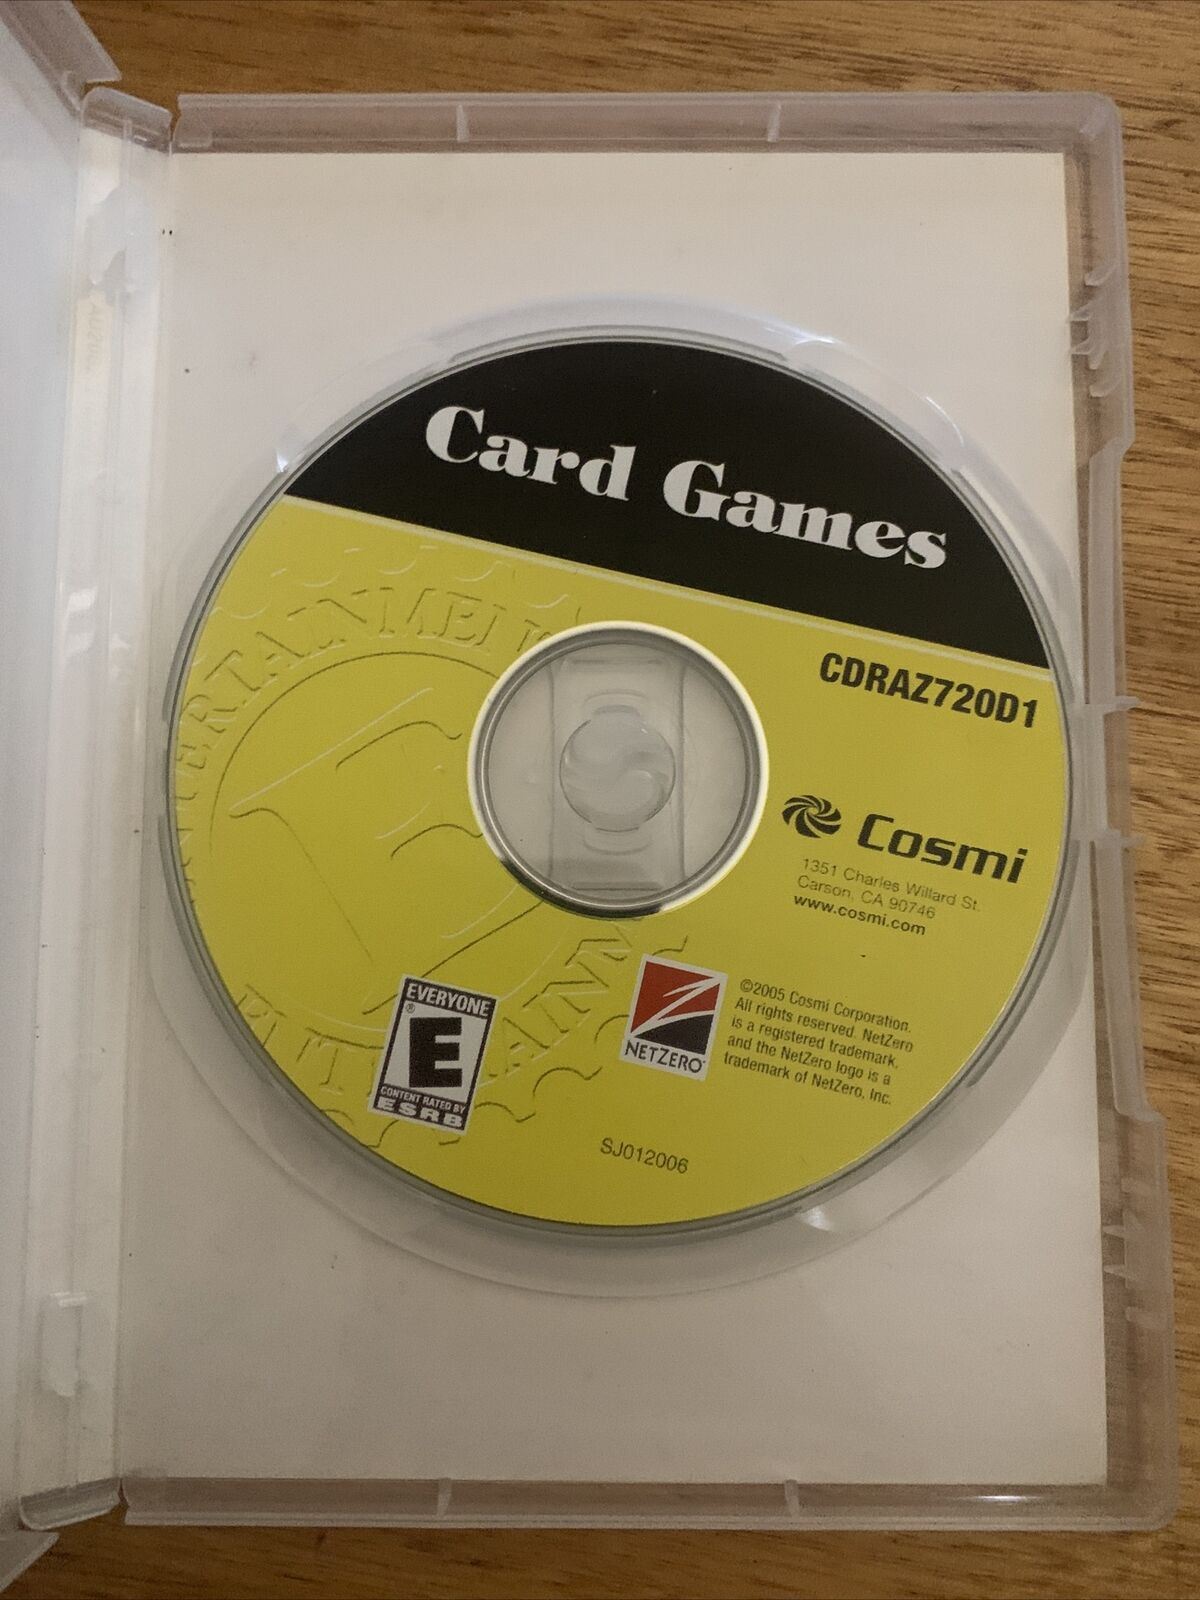 Card Games
CDRAZ720D1
Cosmi
1351 Charles Willard St.
Carson, CA 90746
www.cosmi.com
©2005 Cosmi Corporation.
All rights reserved. NetZero
is a registered trademark,
and the NetZero logo is a
trademark of NetZero, Inc.
NETZERO
EVERYONE
E
®
CONTENT RATED BY
ESRB
SJ012006